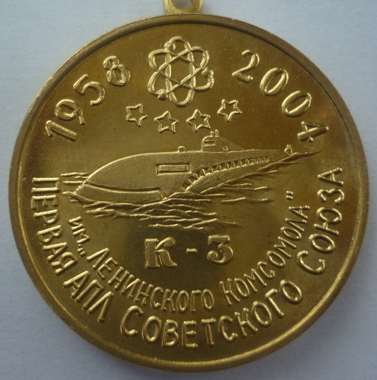 1958 2004
К-3
им. „ЛЕНИНСКОГО КОМСОМОЛА"
ПЕРВАЯ АПЛ СОВЕТСКОГО СОЮЗА